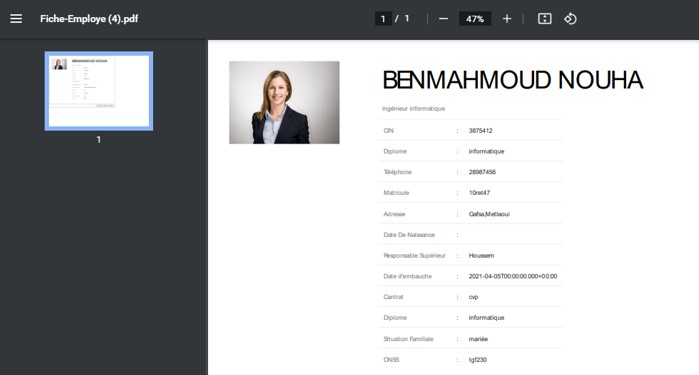 Fiche-Employe (4).pdf
1 / 1
47%
1
BENMAHMOUD NOUHA
ingénieur informatique
CIN : 3875412
Diplome : informatique
Téléphone : 28987456
Matricule : 10ret47
Adresse : Gafsa,Metlaoui
Date De Naissance :
Responsable Supérieur : Houssem
Date d'embauche : 2021-04-05T00:00:00.000+00:00
Contrat : cvp
Diplome : informatique
Situation Familiale : mariée
CNSS : tgf230